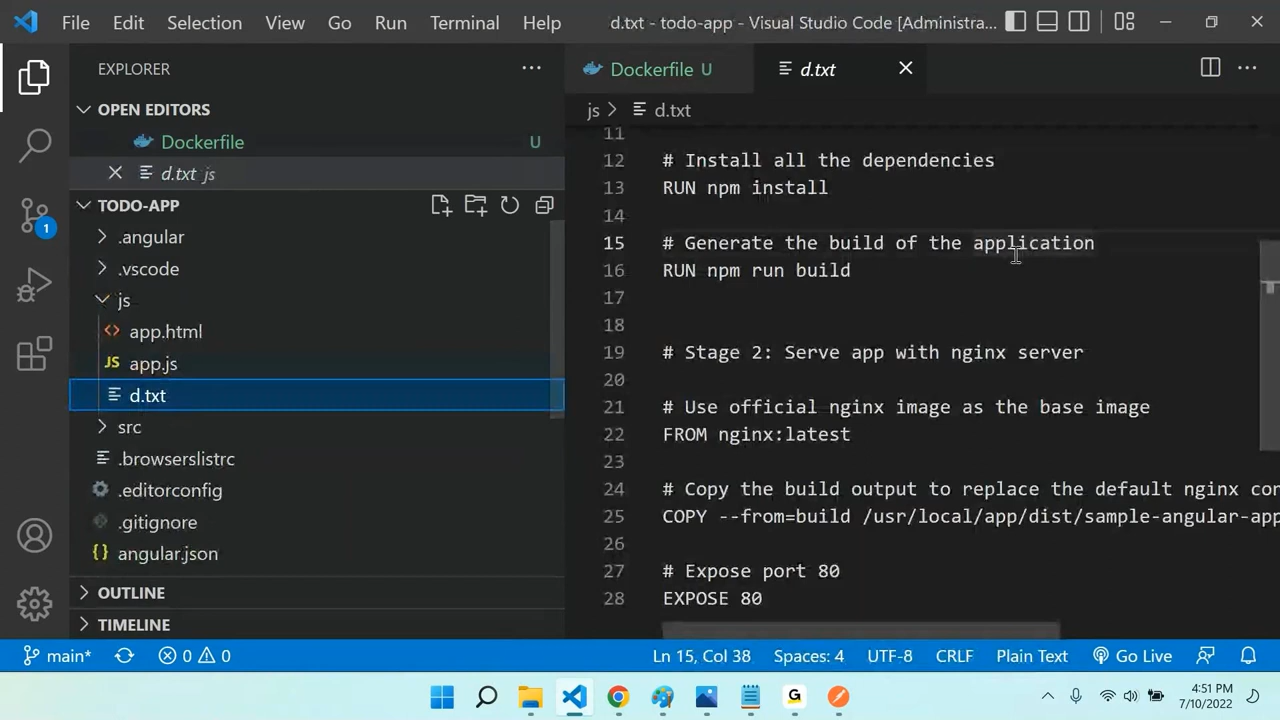 File Edit Selection View Go Run Terminal Help d.txt - todo-app - Visual Studio Code [Administra...
EXPLORER
OPEN EDITORS
Dockerfile U
d.txt js
TODO-APP
.angular
.vscode
js
app.html
JS app.js
d.txt
src
.browserslistrc
.editorconfig
.gitignore
{} angular.json
OUTLINE
TIMELINE
1
Dockerfile U d.txt
js > d.txt
11
12 # Install all the dependencies
13 RUN npm install
14
15 # Generate the build of the application
16 RUN npm run build
17
18
19 # Stage 2: Serve app with nginx server
20
21 # Use official nginx image as the base image
22 FROM nginx:latest
23
24 # Copy the build output to replace the default nginx con
25 COPY --from=build /usr/local/app/dist/sample-angular-app
26
27 # Expose port 80
28 EXPOSE 80
main* 0 0 Ln 15, Col 38 Spaces: 4 UTF-8 CRLF Plain Text Go Live
G
4:51 PM
7/10/2022